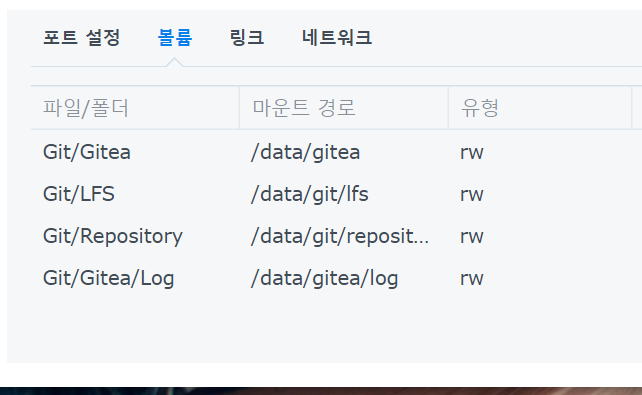 포트 설정 볼륨 링크 네트워크
파일/폴더 마운트 경로 유형
Git/Gitea /data/gitea rw
Git/LFS /data/git/lfs rw
Git/Repository /data/git/reposit... rw
Git/Gitea/Log /data/gitea/log rw